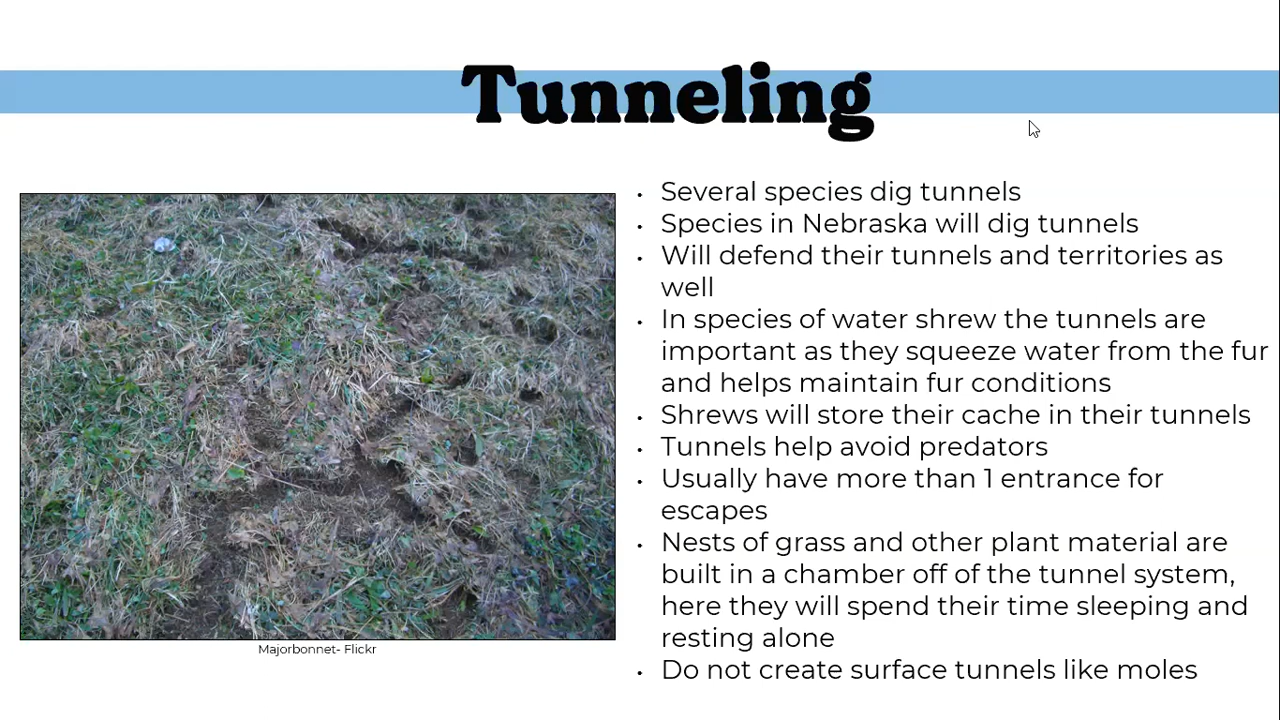 Tunneling
• Several species dig tunnels
• Species in Nebraska will dig tunnels
• Will defend their tunnels and territories as
well
• In species of water shrew the tunnels are
important as they squeeze water from the fur
and helps maintain fur conditions
• Shrews will store their cache in their tunnels
• Tunnels help avoid predators
• Usually have more than 1 entrance for
escapes
• Nests of grass and other plant material are
built in a chamber off of the tunnel system,
here they will spend their time sleeping and
resting alone
• Do not create surface tunnels like moles
Majorbonnet- Flickr